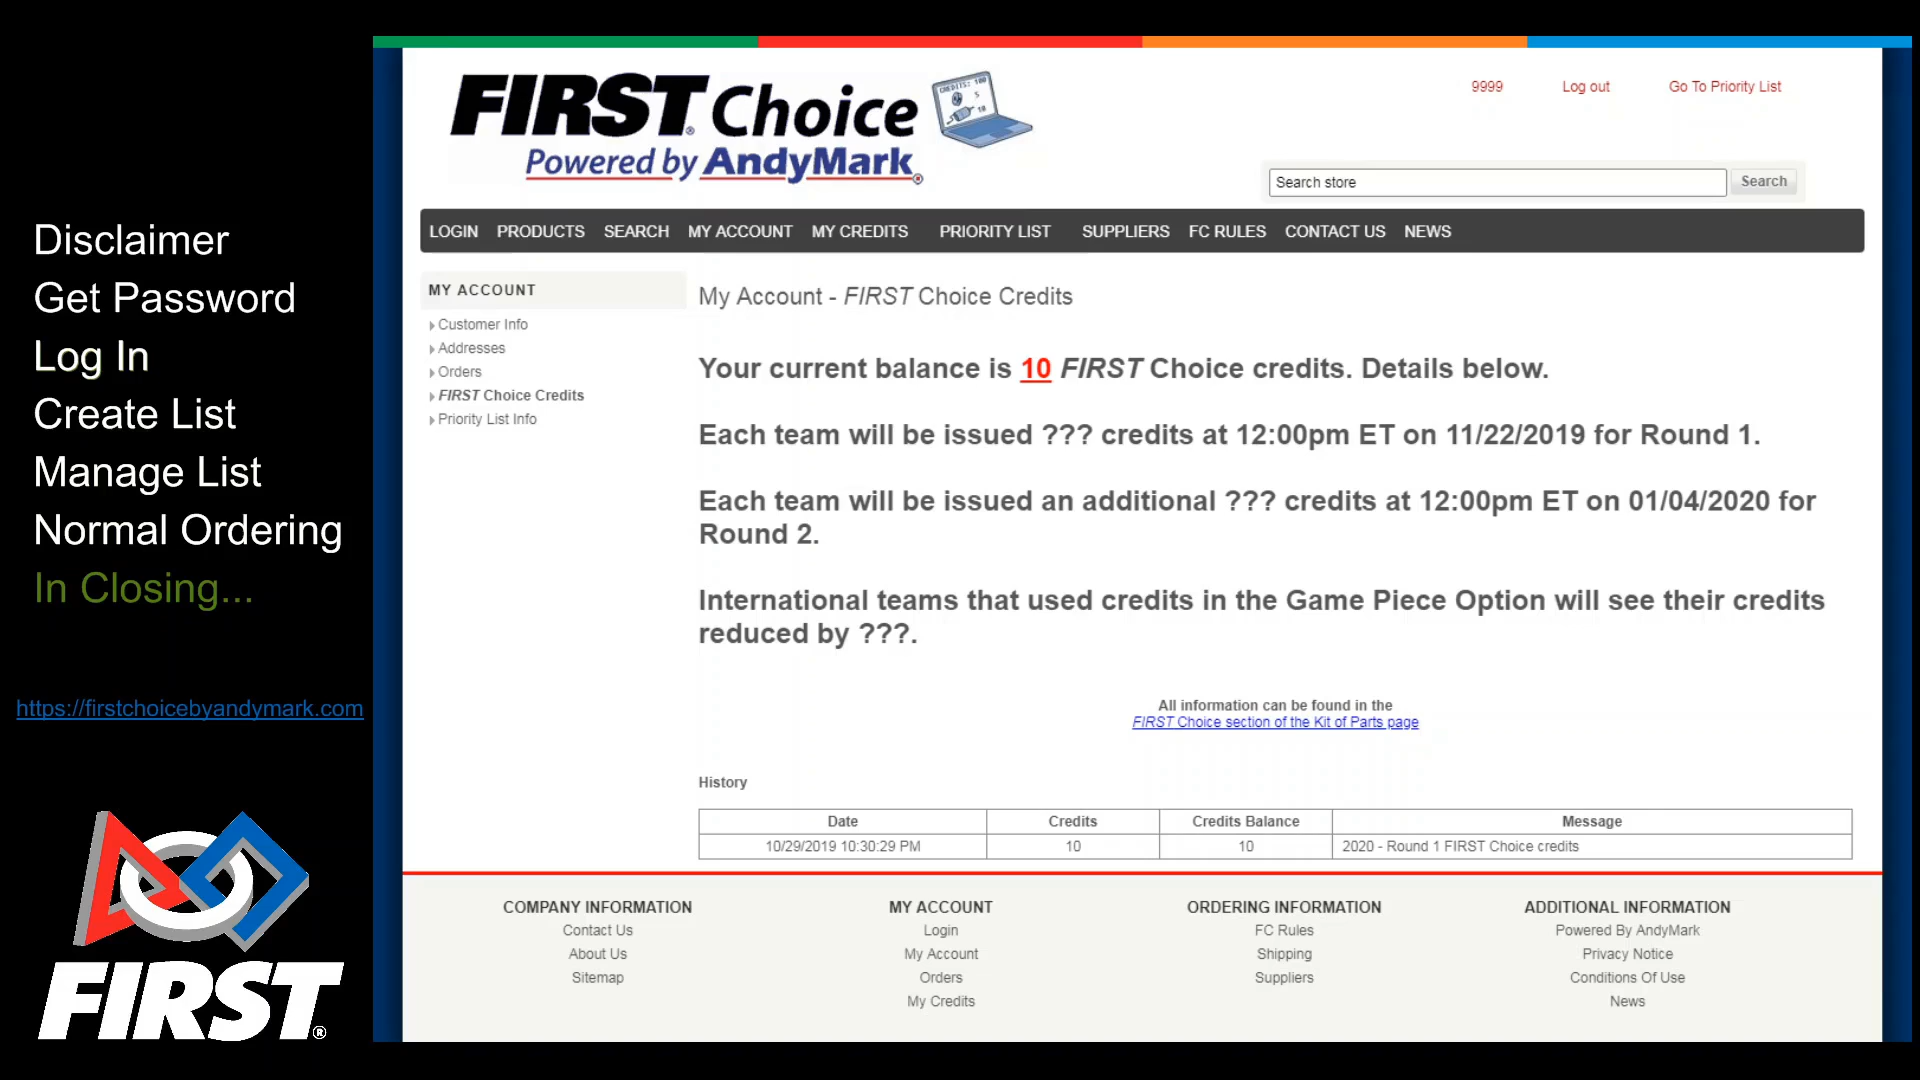 Disclaimer
Get Password
Log In
Create List
Manage List
Normal Ordering
In Closing...
https://firstchoicebyandymark.com
FIRST®
FIRST® Choice
Powered by AndyMark®
CREDITS: 100
5
10
9999 Log out Go To Priority List
Search store Search
LOGIN PRODUCTS SEARCH MY ACCOUNT MY CREDITS PRIORITY LIST SUPPLIERS FC RULES CONTACT US NEWS
MY ACCOUNT
Customer Info
Addresses
Orders
FIRST Choice Credits
Priority List Info
My Account - FIRST Choice Credits
Your current balance is 10 FIRST Choice credits. Details below.
Each team will be issued ??? credits at 12:00pm ET on 11/22/2019 for Round 1.
Each team will be issued an additional ??? credits at 12:00pm ET on 01/04/2020 for
Round 2.
International teams that used credits in the Game Piece Option will see their credits
reduced by ???.
All information can be found in the
FIRST Choice section of the Kit of Parts page
History
Date Credits Credits Balance Message
10/29/2019 10:30:29 PM 10 10 2020 - Round 1 FIRST Choice credits
COMPANY INFORMATION
Contact Us
About Us
Sitemap
MY ACCOUNT
Login
My Account
Orders
My Credits
ORDERING INFORMATION
FC Rules
Shipping
Suppliers
ADDITIONAL INFORMATION
Powered By AndyMark
Privacy Notice
Conditions Of Use
News